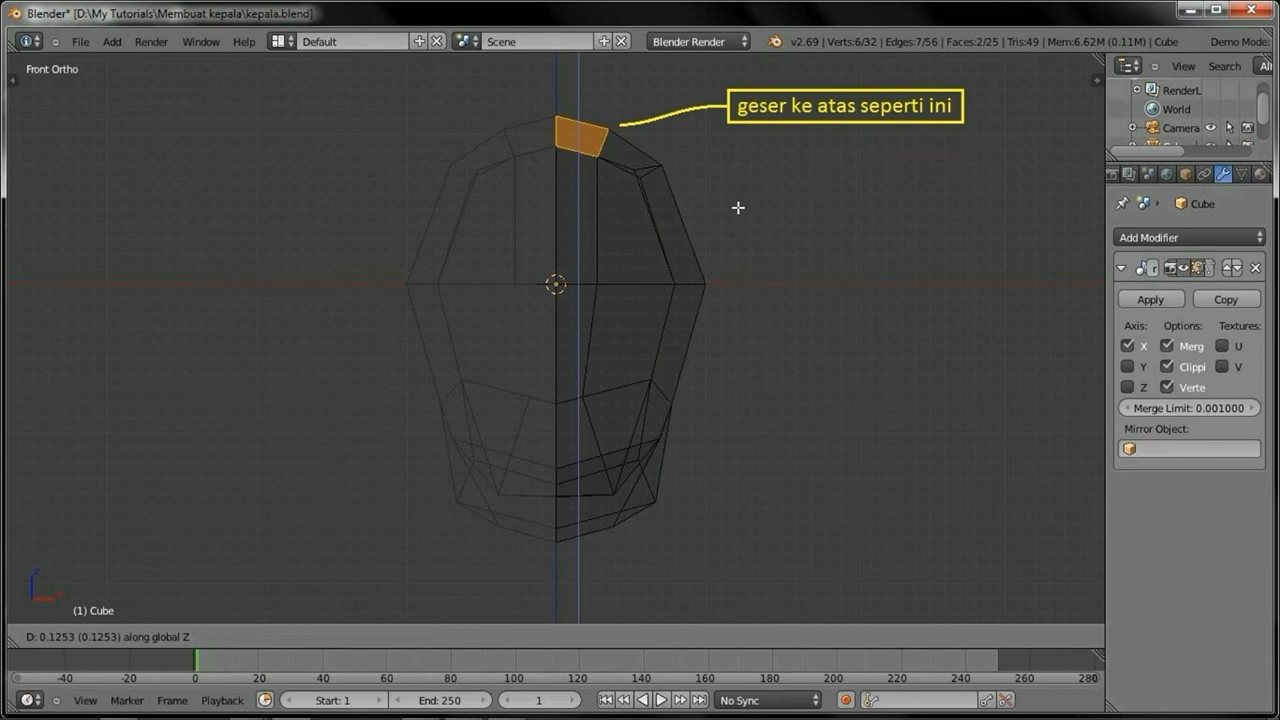 Blender* [D:\My Tutorials\Membuat kepala\kepala.blend]
File Add Render Window Help Default Scene Blender Render v2.69 | Verts:6/32 | Edges:7/56 | Faces:2/25 | Tris:49 | Mem:6.62M (0.11M) | Cube Demo Mode:
View Search Al
Front Ortho
RenderL
World
Camera
geser ke atas seperti ini
Cube
Add Modifier
Apply Copy
Axis: Options: Textures:
X Merg U
Y Clippi V
Z Verte
Merge Limit: 0.001000
Mirror Object:
z
(1) Cube
D: 0.1253 (0.1253) along global Z
-40 -20 0 20 40 60 80 100 120 140 160 180 200 220 240 260 280
View Marker Frame Playback Start: 1 End: 250 1 No Sync